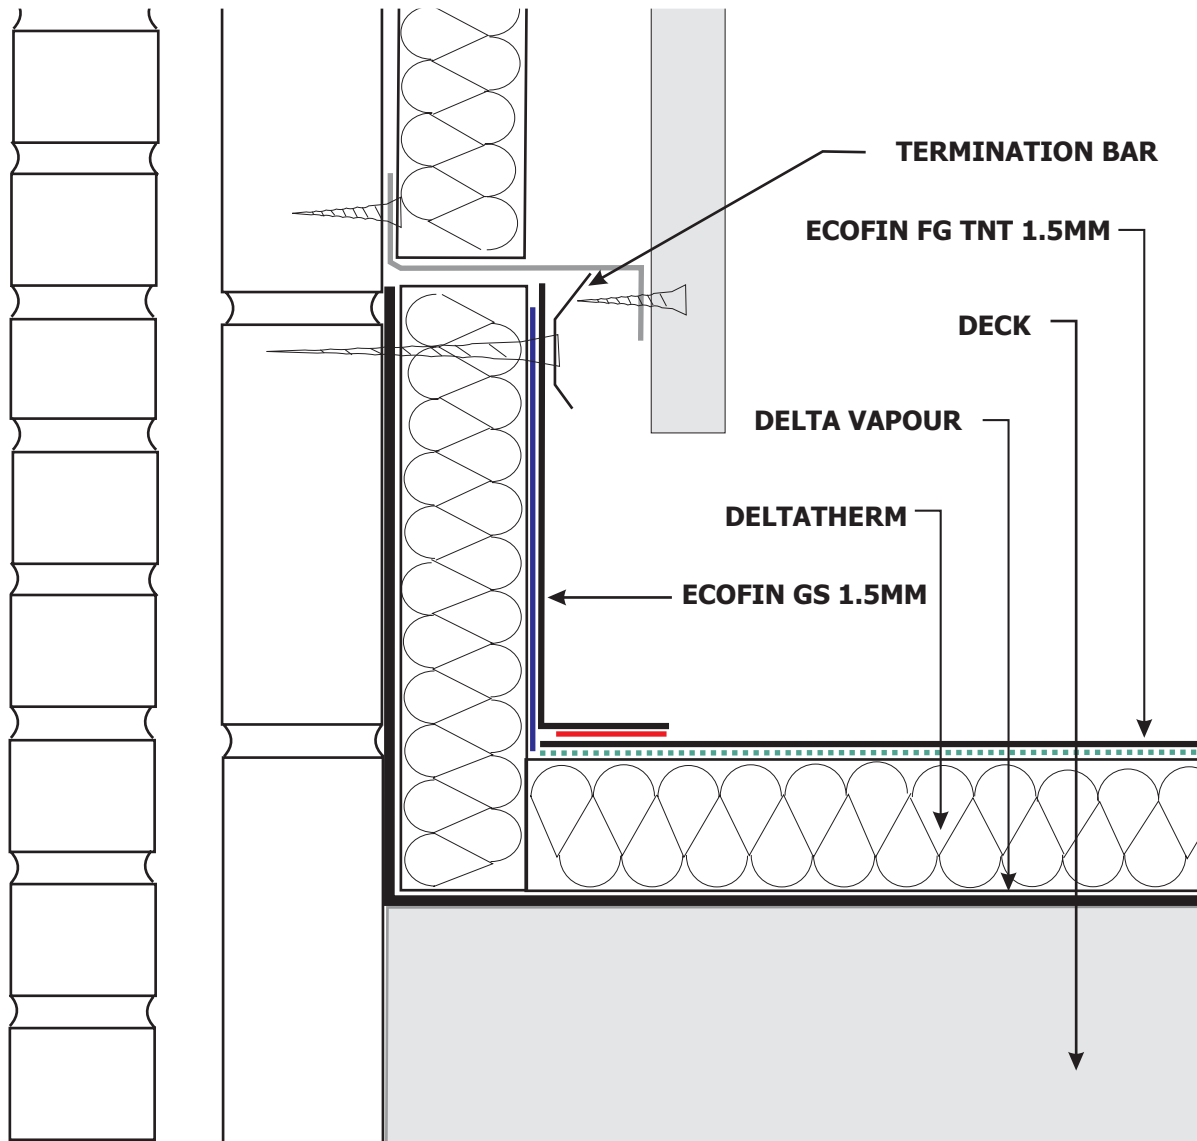 TERMINATION BAR
ECOFIN FG TNT 1.5MM
DECK
DELTA VAPOUR
DELTATHERM
ECOFIN GS 1.5MM